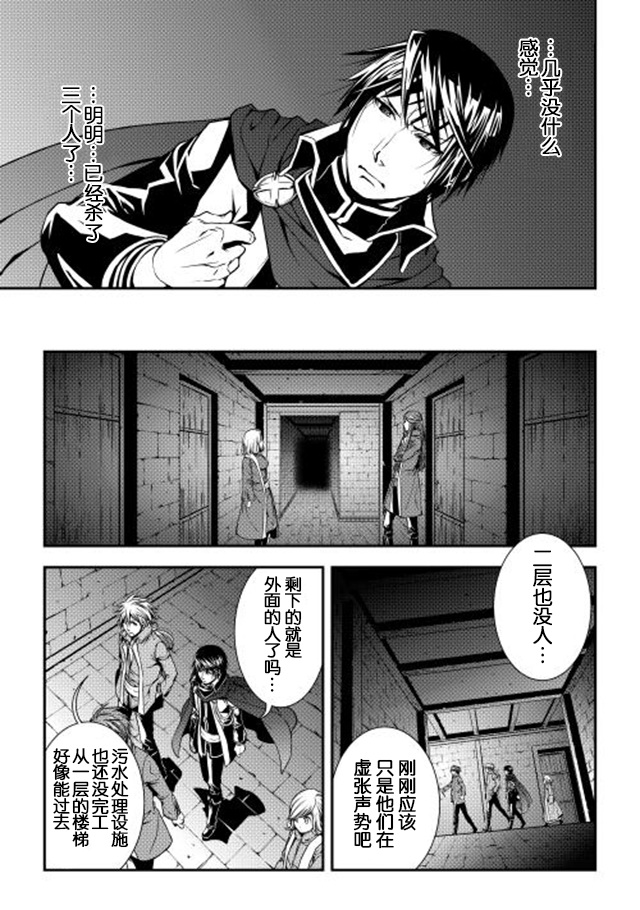 …几乎没什么
感觉…
…明明…已经杀了
三个人了…
二层也没人…
刚刚应该
只是他们在
虚张声势吧
剩下的就是
外面的人了吗…
污水处理设施
也还没完工
从一层的楼梯
好像能过去